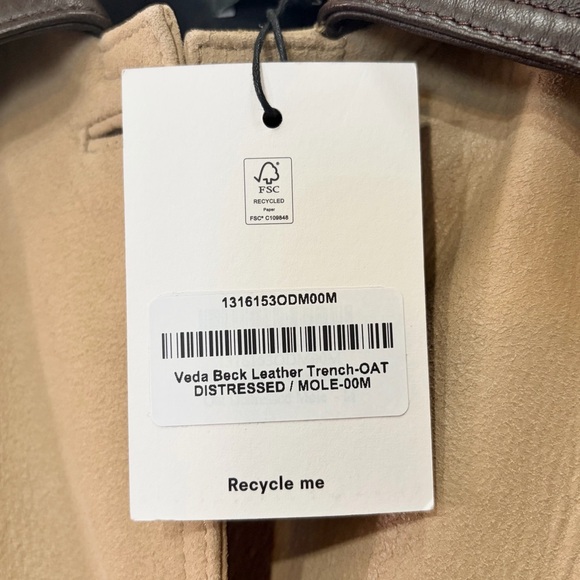 FSC
RECYCLED
Paper
FSC® C109848
1316153ODM00M
Veda Beck Leather Trench-OAT
DISTRESSED / MOLE-00M
Recycle me